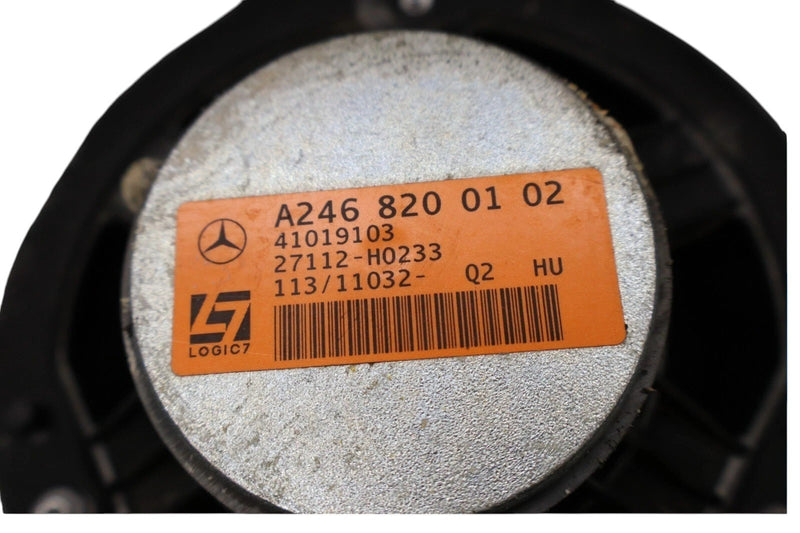 A246 820 01 02
41019103
27112-H0233
113/11032- Q2 HU
LOGIC7